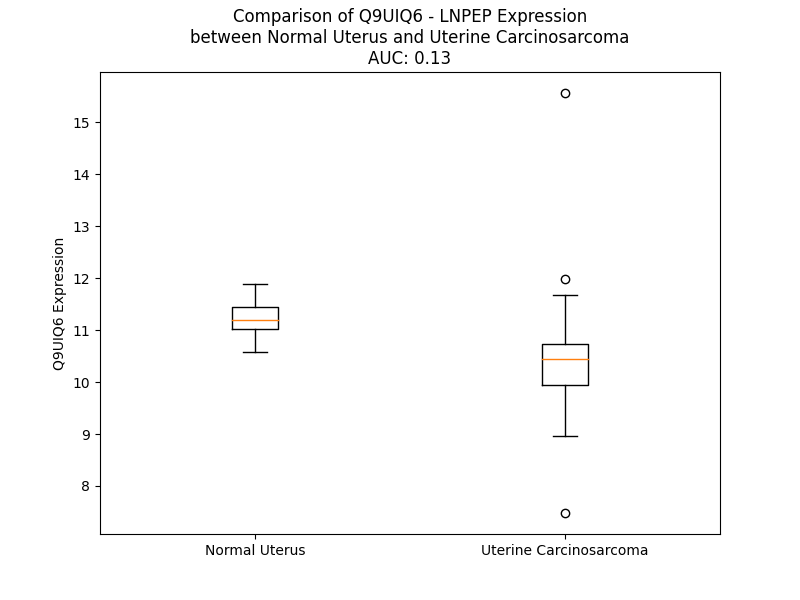 Comparison of Q9UIQ6 - LNPEP Expression
between Normal Uterus and Uterine Carcinosarcoma
AUC: 0.13
Q9UIQ6 Expression
15
14
13
12
11
10
9
8
Normal Uterus
Uterine Carcinosarcoma